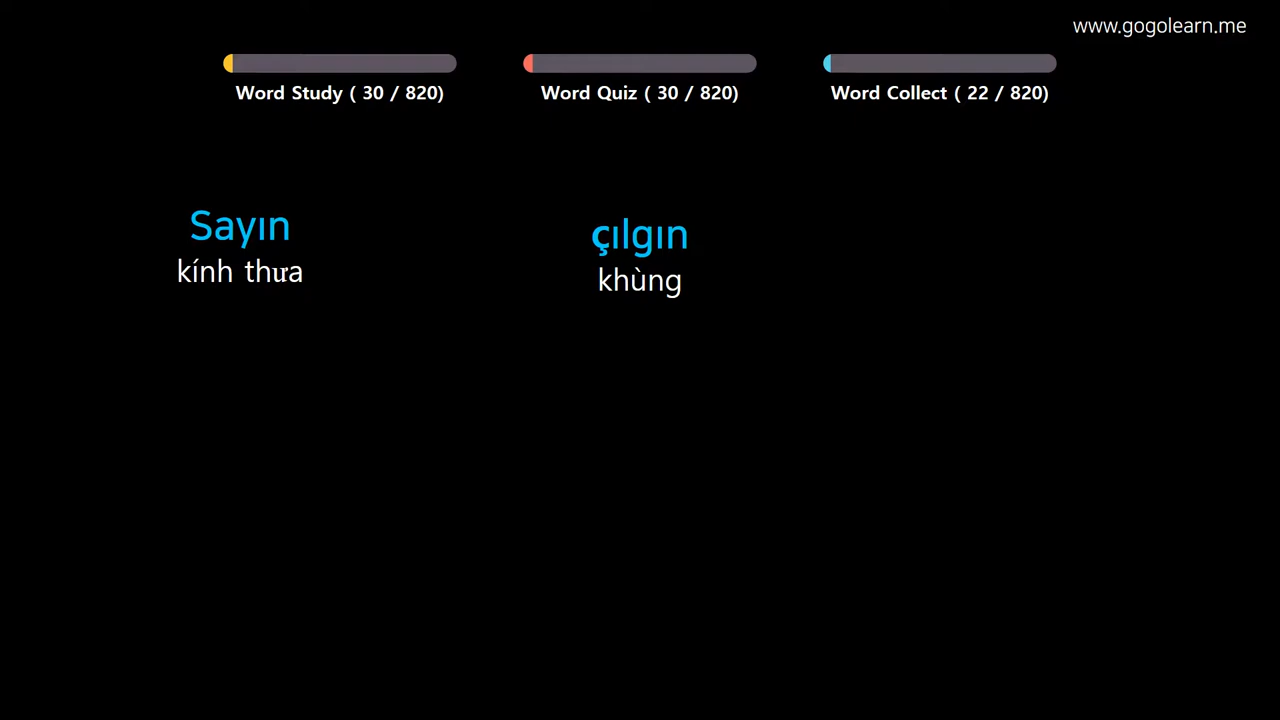 www.gogolearn.me
Word Study ( 30 / 820)
Word Quiz ( 30 / 820)
Word Collect ( 22 / 820)
Sayın
kính thưa
çılgın
khùng